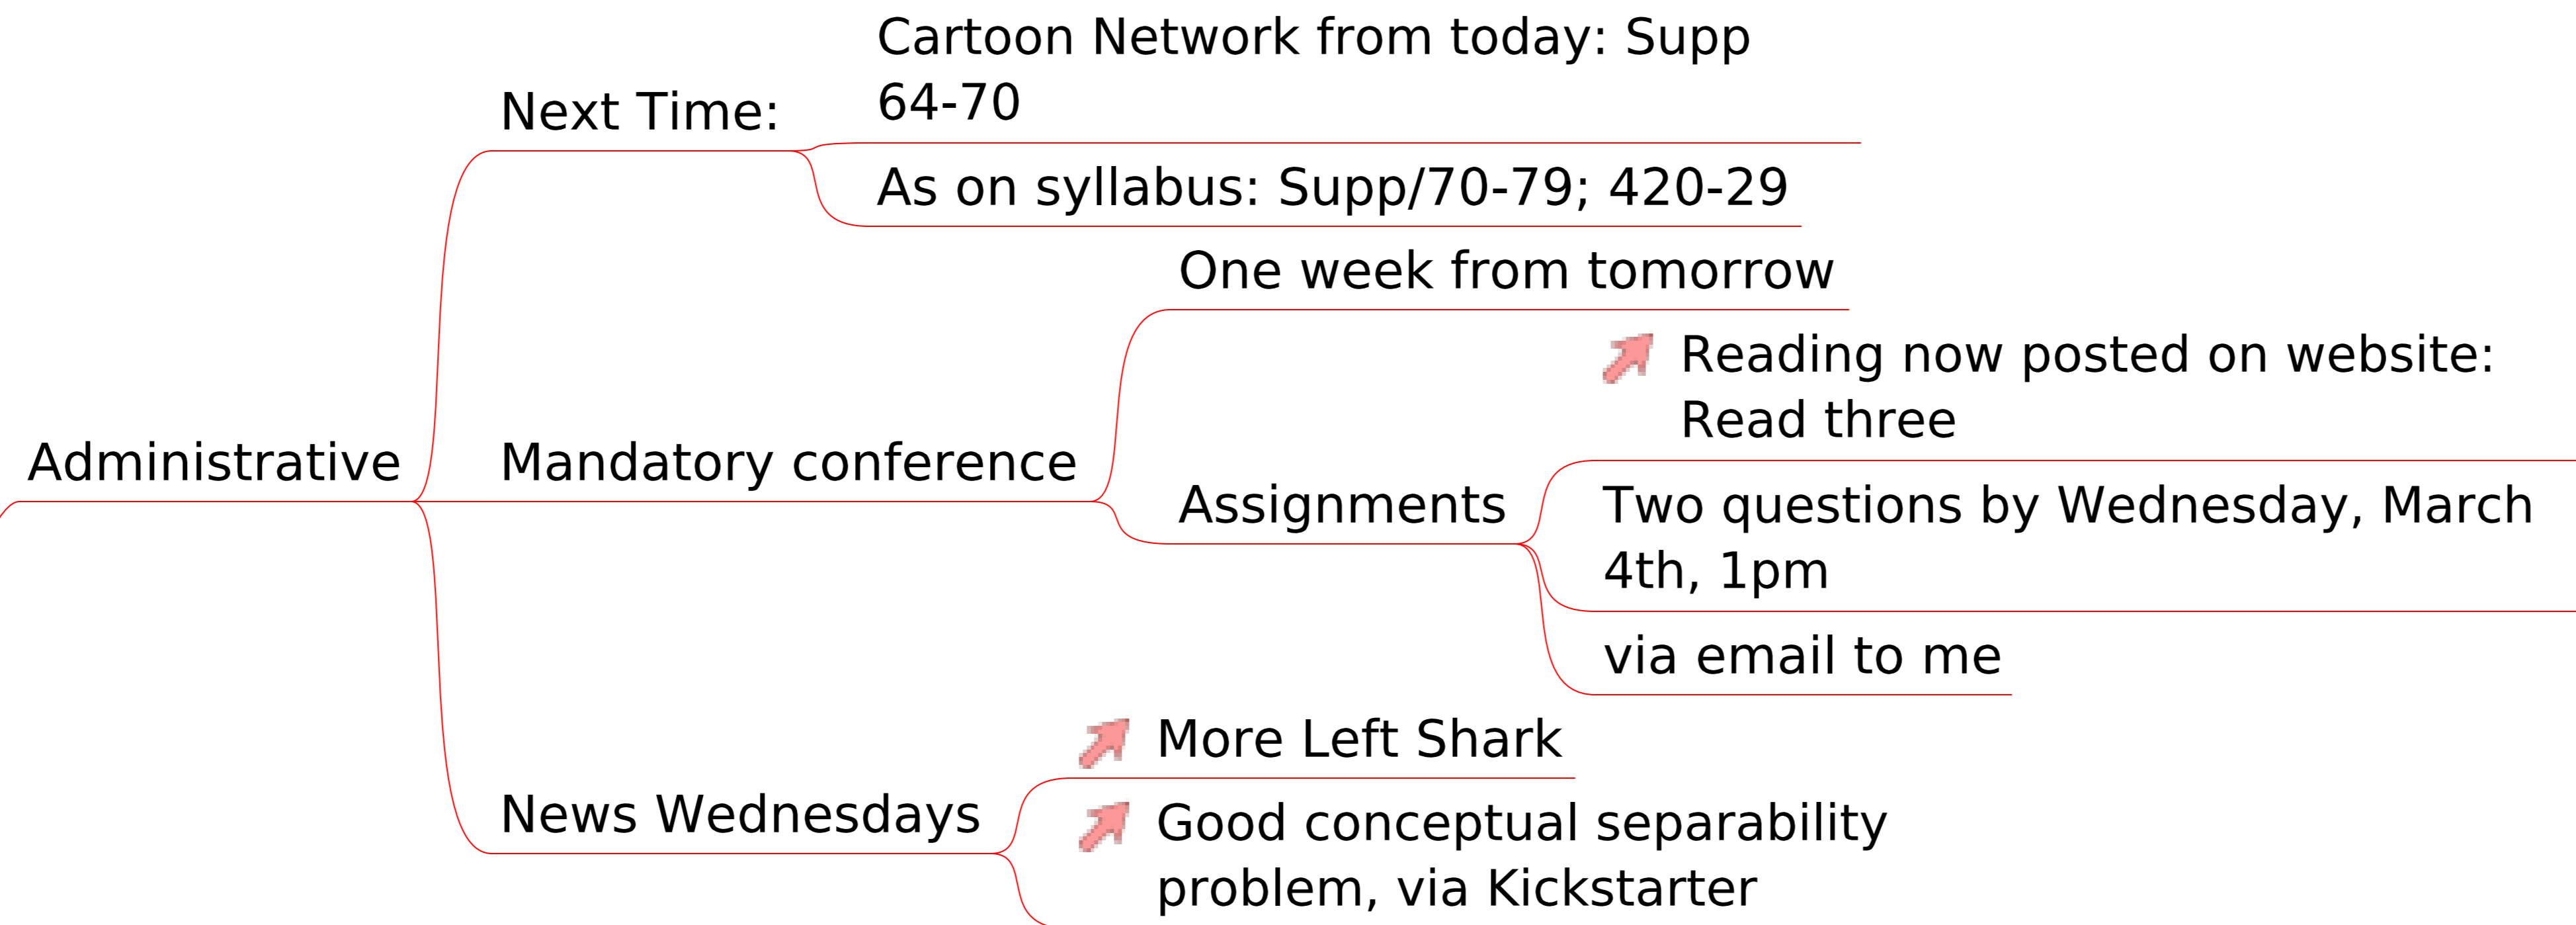 Administrative
Next Time:
Cartoon Network from today: Supp
64-70
As on syllabus: Supp/70-79; 420-29
Mandatory conference
One week from tomorrow
Assignments
Reading now posted on website:
Read three
Two questions by Wednesday, March
4th, 1pm
via email to me
News Wednesdays
More Left Shark
Good conceptual separability
problem, via Kickstarter